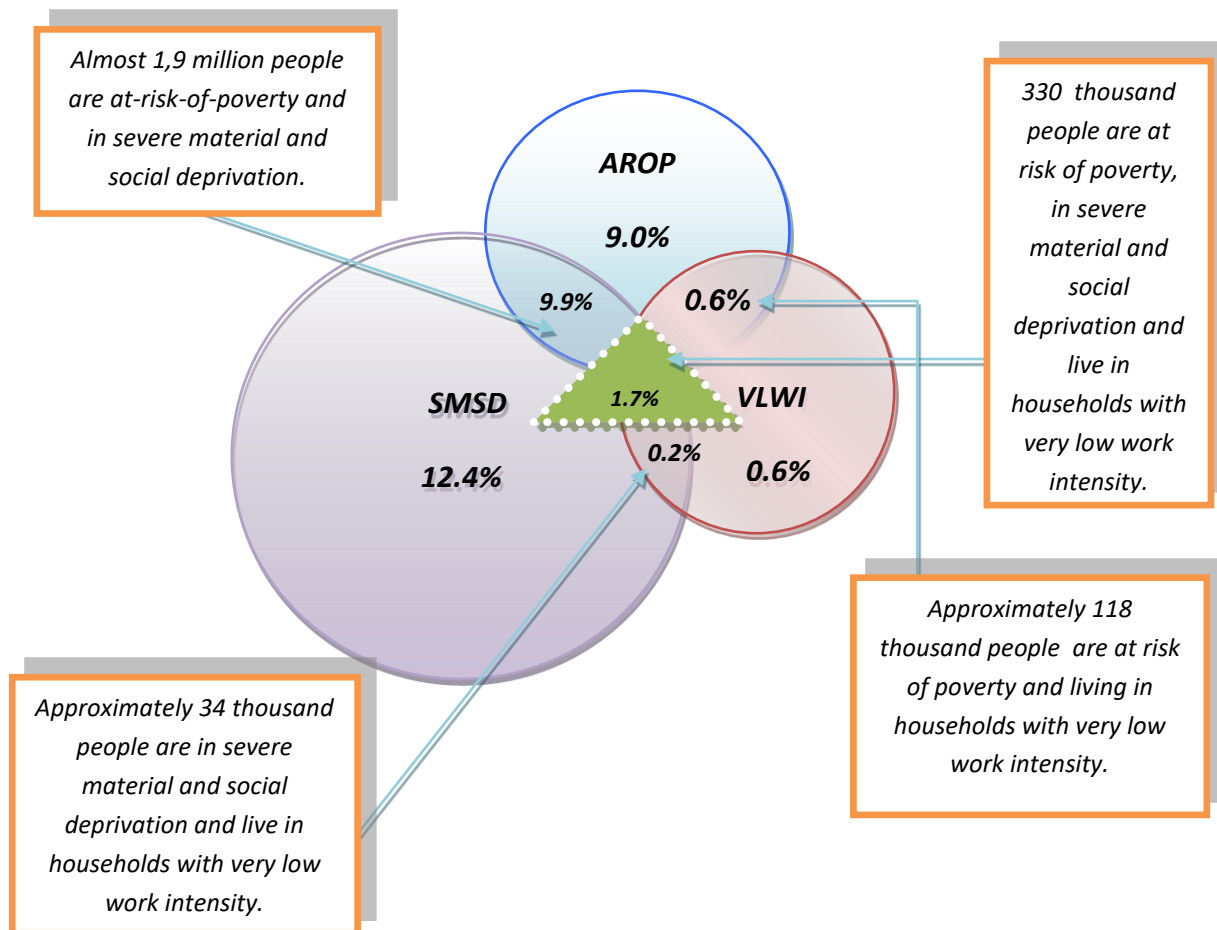 Almost 1,9 million people
are at-risk-of-poverty and
in severe material and
social deprivation.
330 thousand
people are at
risk of poverty,
in severe
material and
social
deprivation and
live in
households with
very low work
intensity.
AROP
9.0%
9.9%
0.6%
SMSD
1.7%
VLWI
12.4%
0.2%
0.6%
Approximately 118
thousand people are at risk
of poverty and living in
households with very low
work intensity.
Approximately 34 thousand
people are in severe
material and social
deprivation and live in
households with very low
work intensity.